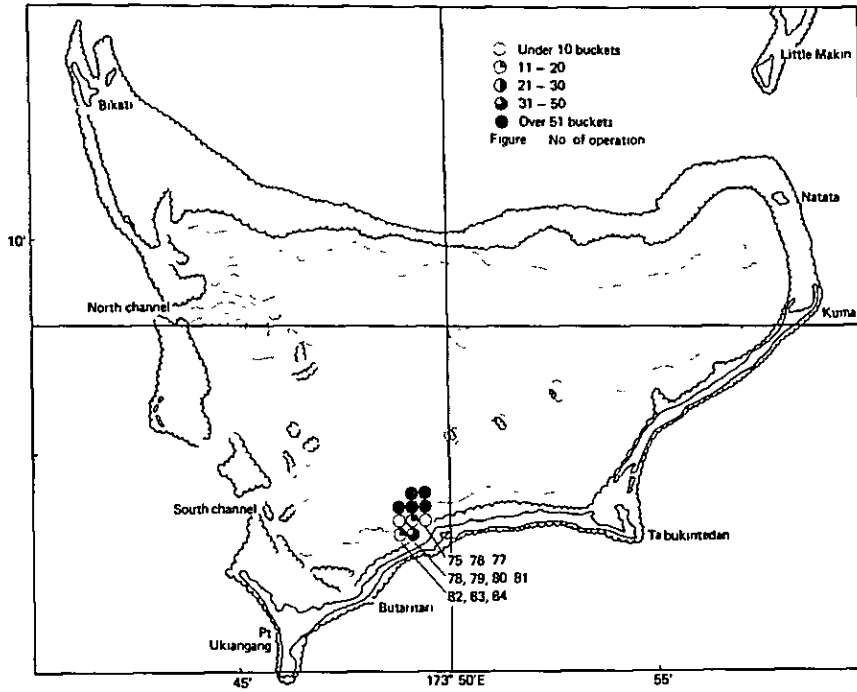 Under 10 buckets
11 – 20
21 – 30
31 – 50
Over 51 buckets
Figure No of operation
Little Makin
Bikati
Natata
10'
North channel
Kuma
South channel
Tabukintedan
75 76 77
78, 79, 80 81
82, 83, 84
Butaritari
Pt
Ukiangang
45'
173° 50'E
55'